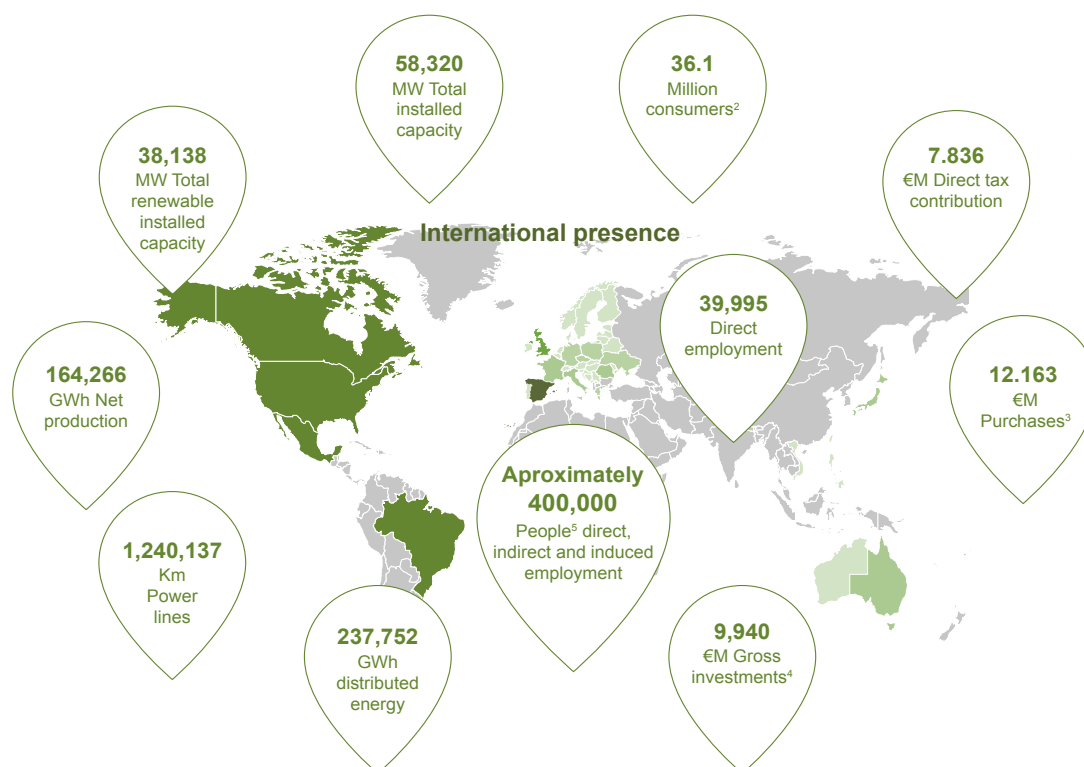 58,320
MW Total
installed
capacity
36.1
Million
consumers²
38,138
MW Total
renewable
installed
capacity
7.836
€M Direct tax
contribution
International presence
39,995
Direct
employment
164,266
GWh Net
production
12.163
€M
Purchases³
Aproximately
400,000
People⁵ direct,
indirect and induced
employment
1,240,137
Km
Power
lines
237,752
GWh
distributed
energy
9,940
€M Gross
investments⁴